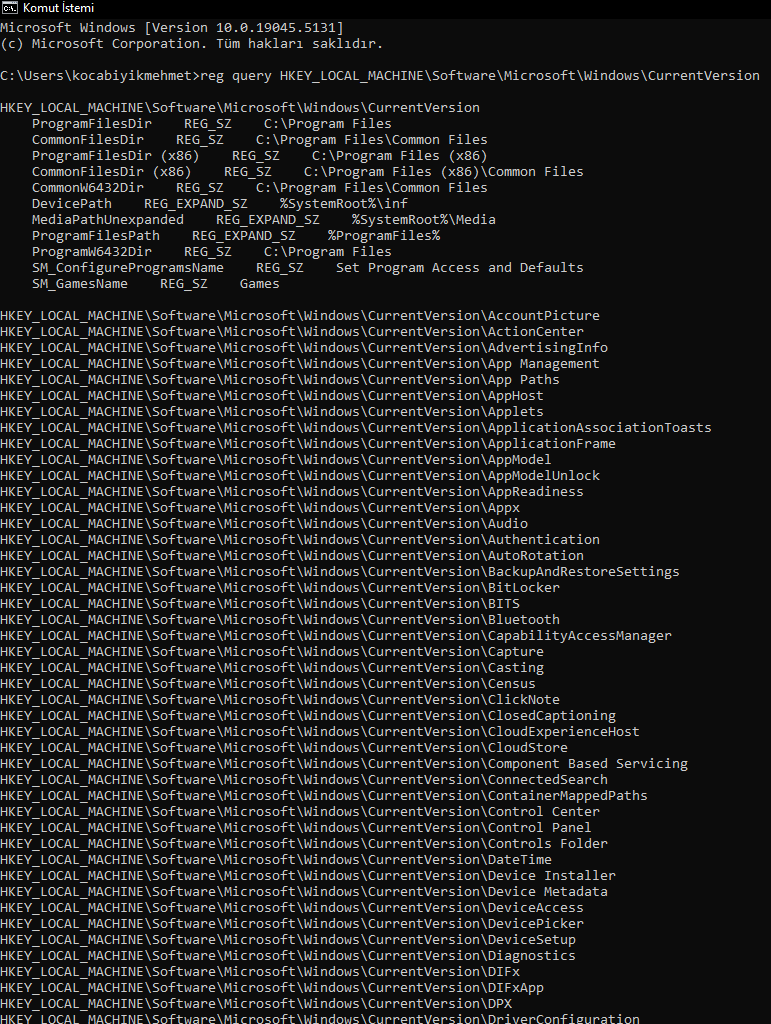 Komut İstemi
Microsoft Windows [Version 10.0.19045.5131]
(c) Microsoft Corporation. Tüm hakları saklıdır.
C:\Users\kocabiyikmehmet>reg query HKEY_LOCAL_MACHINE\Software\Microsoft\Windows\CurrentVersion
HKEY_LOCAL_MACHINE\Software\Microsoft\Windows\CurrentVersion
    ProgramFilesDir    REG_SZ    C:\Program Files
    CommonFilesDir    REG_SZ    C:\Program Files\Common Files
    ProgramFilesDir (x86)    REG_SZ    C:\Program Files (x86)
    CommonFilesDir (x86)    REG_SZ    C:\Program Files (x86)\Common Files
    CommonW6432Dir    REG_SZ    C:\Program Files\Common Files
    DevicePath    REG_EXPAND_SZ    %SystemRoot%\inf
    MediaPathUnexpanded    REG_EXPAND_SZ    %SystemRoot%\Media
    ProgramFilesPath    REG_EXPAND_SZ    %ProgramFiles%
    ProgramW6432Dir    REG_SZ    C:\Program Files
    SM_ConfigureProgramsName    REG_SZ    Set Program Access and Defaults
    SM_GamesName    REG_SZ    Games
HKEY_LOCAL_MACHINE\Software\Microsoft\Windows\CurrentVersion\AccountPicture
HKEY_LOCAL_MACHINE\Software\Microsoft\Windows\CurrentVersion\ActionCenter
HKEY_LOCAL_MACHINE\Software\Microsoft\Windows\CurrentVersion\AdvertisingInfo
HKEY_LOCAL_MACHINE\Software\Microsoft\Windows\CurrentVersion\App Management
HKEY_LOCAL_MACHINE\Software\Microsoft\Windows\CurrentVersion\App Paths
HKEY_LOCAL_MACHINE\Software\Microsoft\Windows\CurrentVersion\AppHost
HKEY_LOCAL_MACHINE\Software\Microsoft\Windows\CurrentVersion\Applets
HKEY_LOCAL_MACHINE\Software\Microsoft\Windows\CurrentVersion\ApplicationAssociationToasts
HKEY_LOCAL_MACHINE\Software\Microsoft\Windows\CurrentVersion\ApplicationFrame
HKEY_LOCAL_MACHINE\Software\Microsoft\Windows\CurrentVersion\AppModel
HKEY_LOCAL_MACHINE\Software\Microsoft\Windows\CurrentVersion\AppModelUnlock
HKEY_LOCAL_MACHINE\Software\Microsoft\Windows\CurrentVersion\AppReadiness
HKEY_LOCAL_MACHINE\Software\Microsoft\Windows\CurrentVersion\Appx
HKEY_LOCAL_MACHINE\Software\Microsoft\Windows\CurrentVersion\Audio
HKEY_LOCAL_MACHINE\Software\Microsoft\Windows\CurrentVersion\Authentication
HKEY_LOCAL_MACHINE\Software\Microsoft\Windows\CurrentVersion\AutoRotation
HKEY_LOCAL_MACHINE\Software\Microsoft\Windows\CurrentVersion\BackupAndRestoreSettings
HKEY_LOCAL_MACHINE\Software\Microsoft\Windows\CurrentVersion\BitLocker
HKEY_LOCAL_MACHINE\Software\Microsoft\Windows\CurrentVersion\BITS
HKEY_LOCAL_MACHINE\Software\Microsoft\Windows\CurrentVersion\Bluetooth
HKEY_LOCAL_MACHINE\Software\Microsoft\Windows\CurrentVersion\CapabilityAccessManager
HKEY_LOCAL_MACHINE\Software\Microsoft\Windows\CurrentVersion\Capture
HKEY_LOCAL_MACHINE\Software\Microsoft\Windows\CurrentVersion\Casting
HKEY_LOCAL_MACHINE\Software\Microsoft\Windows\CurrentVersion\Census
HKEY_LOCAL_MACHINE\Software\Microsoft\Windows\CurrentVersion\ClickNote
HKEY_LOCAL_MACHINE\Software\Microsoft\Windows\CurrentVersion\ClosedCaptioning
HKEY_LOCAL_MACHINE\Software\Microsoft\Windows\CurrentVersion\CloudExperienceHost
HKEY_LOCAL_MACHINE\Software\Microsoft\Windows\CurrentVersion\CloudStore
HKEY_LOCAL_MACHINE\Software\Microsoft\Windows\CurrentVersion\Component Based Servicing
HKEY_LOCAL_MACHINE\Software\Microsoft\Windows\CurrentVersion\ConnectedSearch
HKEY_LOCAL_MACHINE\Software\Microsoft\Windows\CurrentVersion\ContainerMappedPaths
HKEY_LOCAL_MACHINE\Software\Microsoft\Windows\CurrentVersion\Control Center
HKEY_LOCAL_MACHINE\Software\Microsoft\Windows\CurrentVersion\Control Panel
HKEY_LOCAL_MACHINE\Software\Microsoft\Windows\CurrentVersion\Controls Folder
HKEY_LOCAL_MACHINE\Software\Microsoft\Windows\CurrentVersion\DateTime
HKEY_LOCAL_MACHINE\Software\Microsoft\Windows\CurrentVersion\Device Installer
HKEY_LOCAL_MACHINE\Software\Microsoft\Windows\CurrentVersion\Device Metadata
HKEY_LOCAL_MACHINE\Software\Microsoft\Windows\CurrentVersion\DeviceAccess
HKEY_LOCAL_MACHINE\Software\Microsoft\Windows\CurrentVersion\DevicePicker
HKEY_LOCAL_MACHINE\Software\Microsoft\Windows\CurrentVersion\DeviceSetup
HKEY_LOCAL_MACHINE\Software\Microsoft\Windows\CurrentVersion\Diagnostics
HKEY_LOCAL_MACHINE\Software\Microsoft\Windows\CurrentVersion\DIFx
HKEY_LOCAL_MACHINE\Software\Microsoft\Windows\CurrentVersion\DIFxApp
HKEY_LOCAL_MACHINE\Software\Microsoft\Windows\CurrentVersion\DPX
HKEY_LOCAL_MACHINE\Software\Microsoft\Windows\CurrentVersion\DriverConfiguration